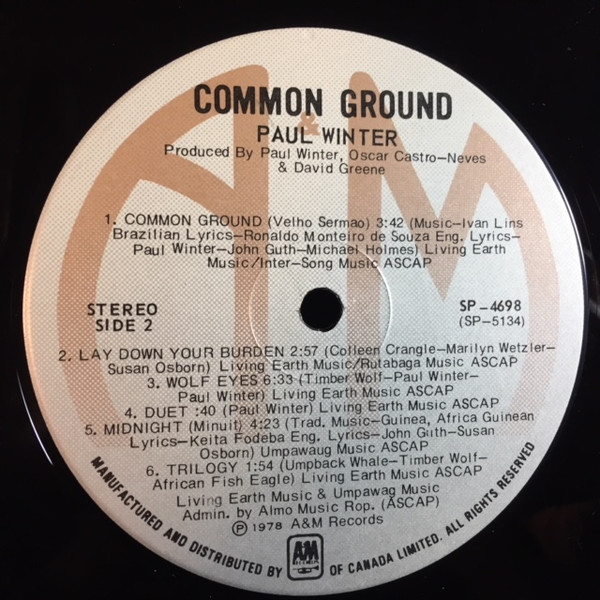 COMMON GROUND
&
PAUL WINTER
Produced By Paul Winter, Oscar Castro-Neves
& David Greene
1. COMMON GROUND (Velho Sermao) 3:42 (Music-Ivan Lins
Brazilian Lyrics-Ronaldo Monteiro de Souza Eng. Lyrics-
Paul Winter-John Guth-Michael Holmes) Living Earth
Music/Inter-Song Music ASCAP
STEREO
SIDE 2
SP-4698
(SP-5134)
2. LAY DOWN YOUR BURDEN 2:57 (Colleen Crangle-Marilyn Wetzler-
Susan Osborn) Living Earth Music/Rutabaga Music ASCAP
3. WOLF EYES 6:33 (Timber Wolf-Paul Winter-
Paul Winter) Living Earth Music ASCAP
4. DUET :40 (Paul Winter) Living Earth Music ASCAP
5. MIDNIGHT (Minuit) 4:23 (Trad. Music-Guinea, Africa Guinean
Lyrics-Keita Fodeba Eng. Lyrics-John Guth-Susan
Osborn) Umpawaug Music ASCAP
6. TRILOGY 1:54 (Umpback Whale-Timber Wolf-
African Fish Eagle) Living Earth Music ASCAP
Living Earth Music & Umpawag Music
Admin. by Almo Music Rop. (ASCAP)
℗ 1978 A&M Records
MANUFACTURED AND DISTRIBUTED BY A&M RECORDS OF CANADA LIMITED. ALL RIGHTS RESERVED